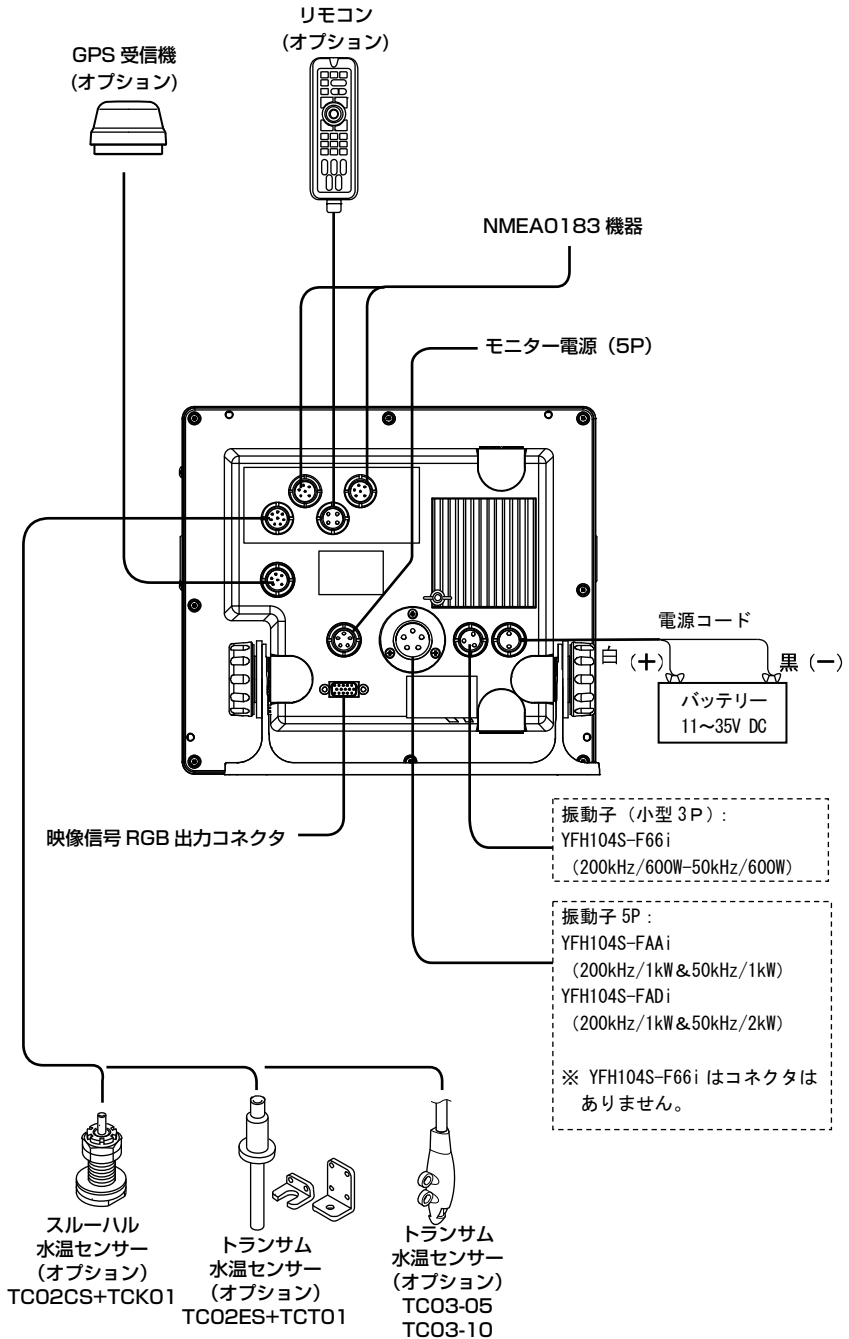 リモコン
(オプション)
GPS 受信機
(オプション)
NMEA0183 機器
モニター電源（5P）
電源コード
白（＋）
黒（－）
バッテリー
11～35V DC
映像信号 RGB 出力コネクタ
振動子（小型 3P）:
YFH104S-F66i
（200kHz/600W-50kHz/600W）
振動子 5P :
YFH104S-FAAi
（200kHz/1kW＆50kHz/1kW）
YFH104S-FADi
（200kHz/1kW＆50kHz/2kW）
※ YFH104S-F66i はコネクタは
ありません。
スルーハル
水温センサー
（オプション）
TC02CS+TCK01
トランサム
水温センサー
（オプション）
TC02ES+TCT01
トランサム
水温センサー
（オプション）
TC03-05
TC03-10